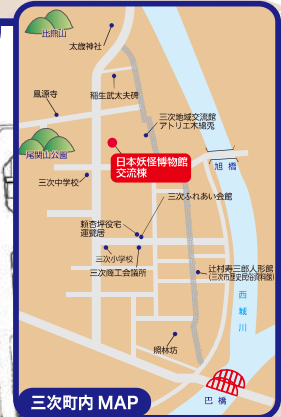 比熊山
太歳神社
鳳源寺
稲生武太夫碑
三次地域交流館
アトリエ木綿兎
尾関山公園
日本妖怪博物館
交流棟
旭橋
三次中学校
三次ふれあい会館
頼杏坪役宅
運甓居
三次小学校
三次商工会議所
辻村寿三郎人形館
(三次市歴史民俗資料館)
西城川
照林坊
巴橋
三次町内 MAP